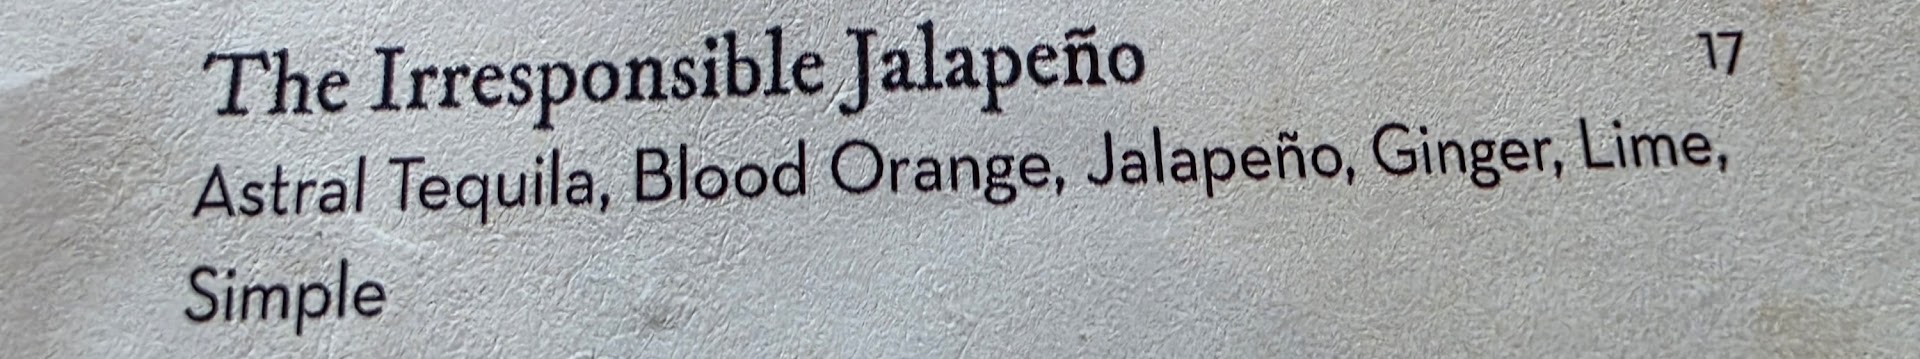 The Irresponsible Jalapeño 17
Astral Tequila, Blood Orange, Jalapeño, Ginger, Lime,
Simple